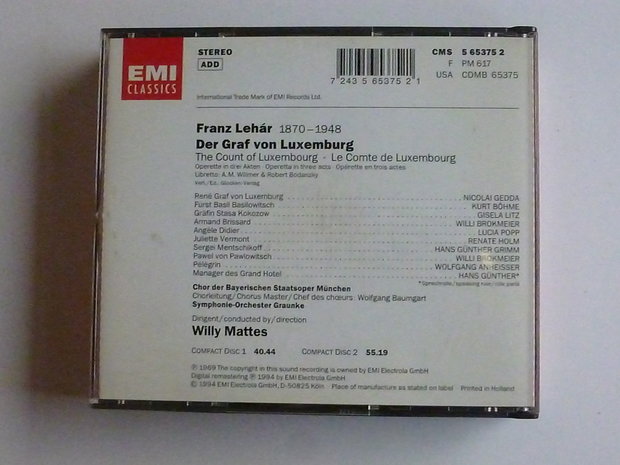 EMI
CLASSICS
STEREO
ADD
7 243 5 65375 2 1
CMS 5 65375 2
F PM 617
USA CDMB 65375
International Trade Mark of EMI Records Ltd.
Franz Lehár 1870–1948
Der Graf von Luxemburg
The Count of Luxembourg · Le Comte de Luxembourg
Operette in drei Akten · Operetta in three acts · Opérette en trois actes
Libretto: A.M. Willner & Robert Bodanzky
Verl./Ed.: Glocken-Verlag
René Graf von Luxemburg NICOLAI GEDDA
Fürst Basil Basilowitsch KURT BÖHME
Gräfin Stasa Kokozow GISELA LITZ
Armand Brissard WILLI BROKMEIER
Angèle Didier LUCIA POPP
Juliette Vermont RENATE HOLM
Sergei Mentschikoff HANS GÜNTHER GRIMM
Pawel von Pawlowitsch WILLI BROKMEIER
Pélégrin WOLFGANG ANHEISSER
Manager des Grand Hotel HANS GÜNTHER*
*Sprechrolle/speaking role/rôle parlé
Chor der Bayerischen Staatsoper München
Chorleitung/Chorus Master/Chef des chœurs: Wolfgang Baumgart
Symphonie-Orchester Graunke
Dirigent/conducted by/direction
Willy Mattes
COMPACT DISC 1 40.44 COMPACT DISC 2 55.19
℗ 1969 The copyright in this sound recording is owned by EMI Electrola GmbH
Digital remastering ℗ 1994 by EMI Electrola GmbH
© 1994 EMI Electrola GmbH, D-50825 Köln Place of manufacture as stated on label Printed in Holland